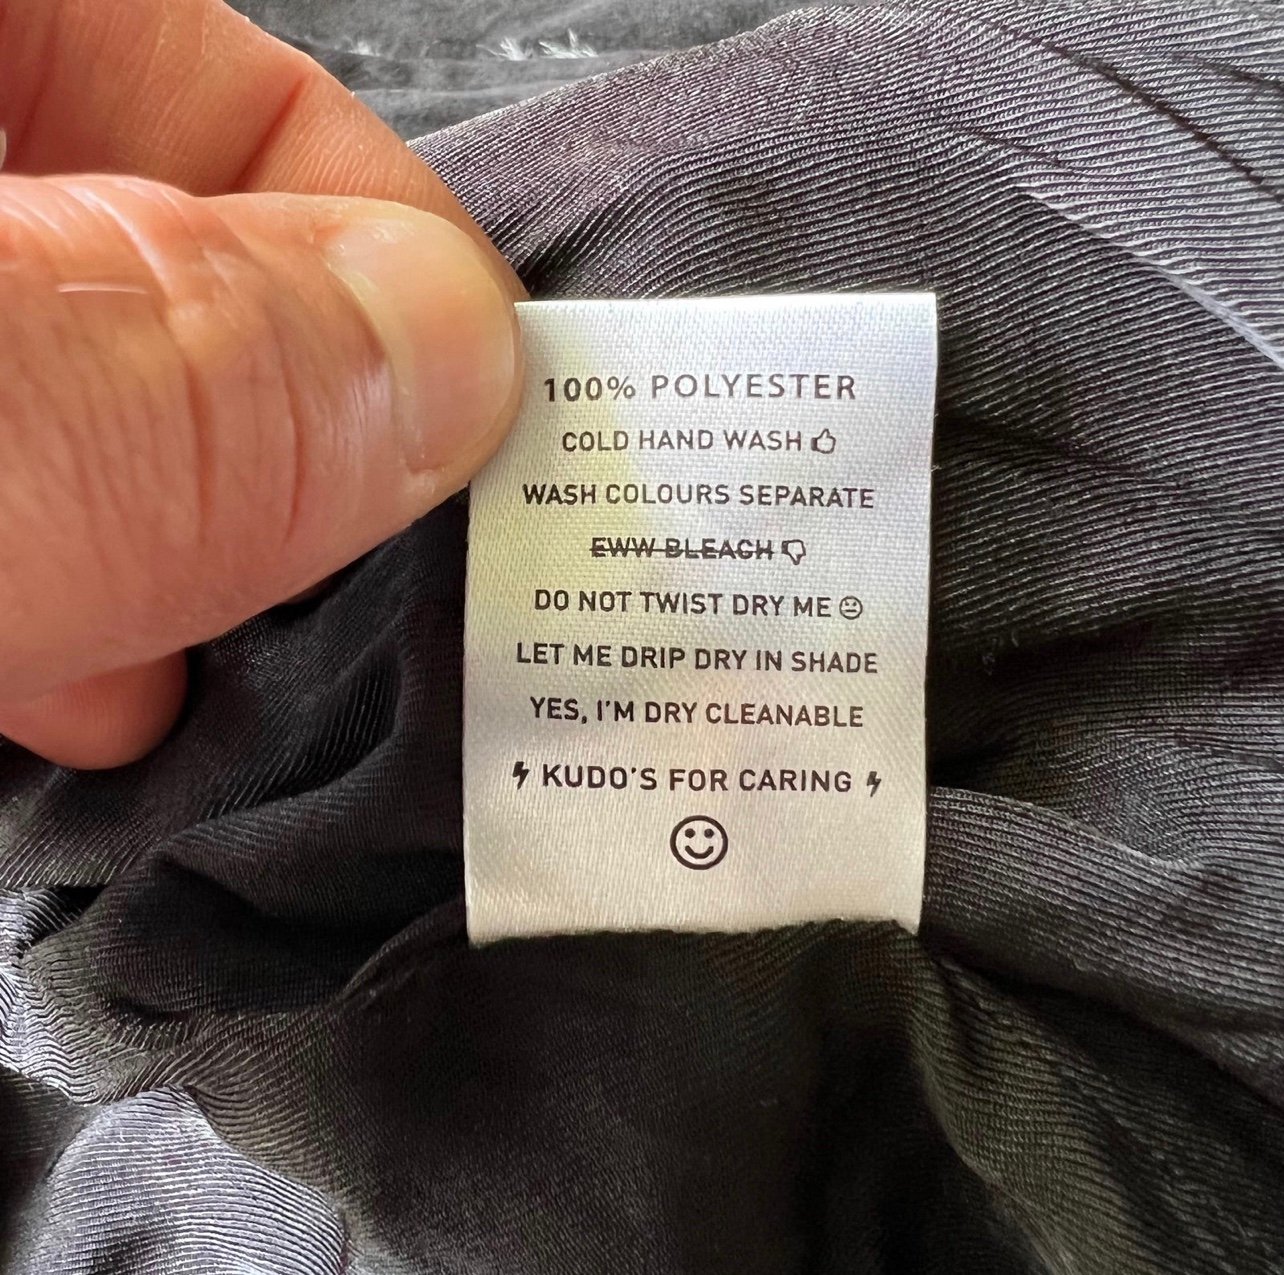 100% POLYESTER
COLD HAND WASH
WASH COLOURS SEPARATE
EWW BLEACH
DO NOT TWIST DRY ME
LET ME DRIP DRY IN SHADE
YES, I'M DRY CLEANABLE
KUDO'S FOR CARING